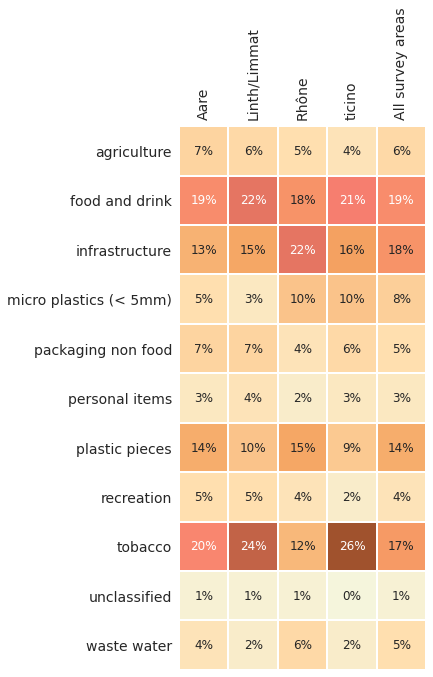 Aare Linth/Limmat Rhône ticino All survey areas
agriculture 7% 6% 5% 4% 6%
food and drink 19% 22% 18% 21% 19%
infrastructure 13% 15% 22% 16% 18%
micro plastics (< 5mm) 5% 3% 10% 10% 8%
packaging non food 7% 7% 4% 6% 5%
personal items 3% 4% 2% 3% 3%
plastic pieces 14% 10% 15% 9% 14%
recreation 5% 5% 4% 2% 4%
tobacco 20% 24% 12% 26% 17%
unclassified 1% 1% 1% 0% 1%
waste water 4% 2% 6% 2% 5%